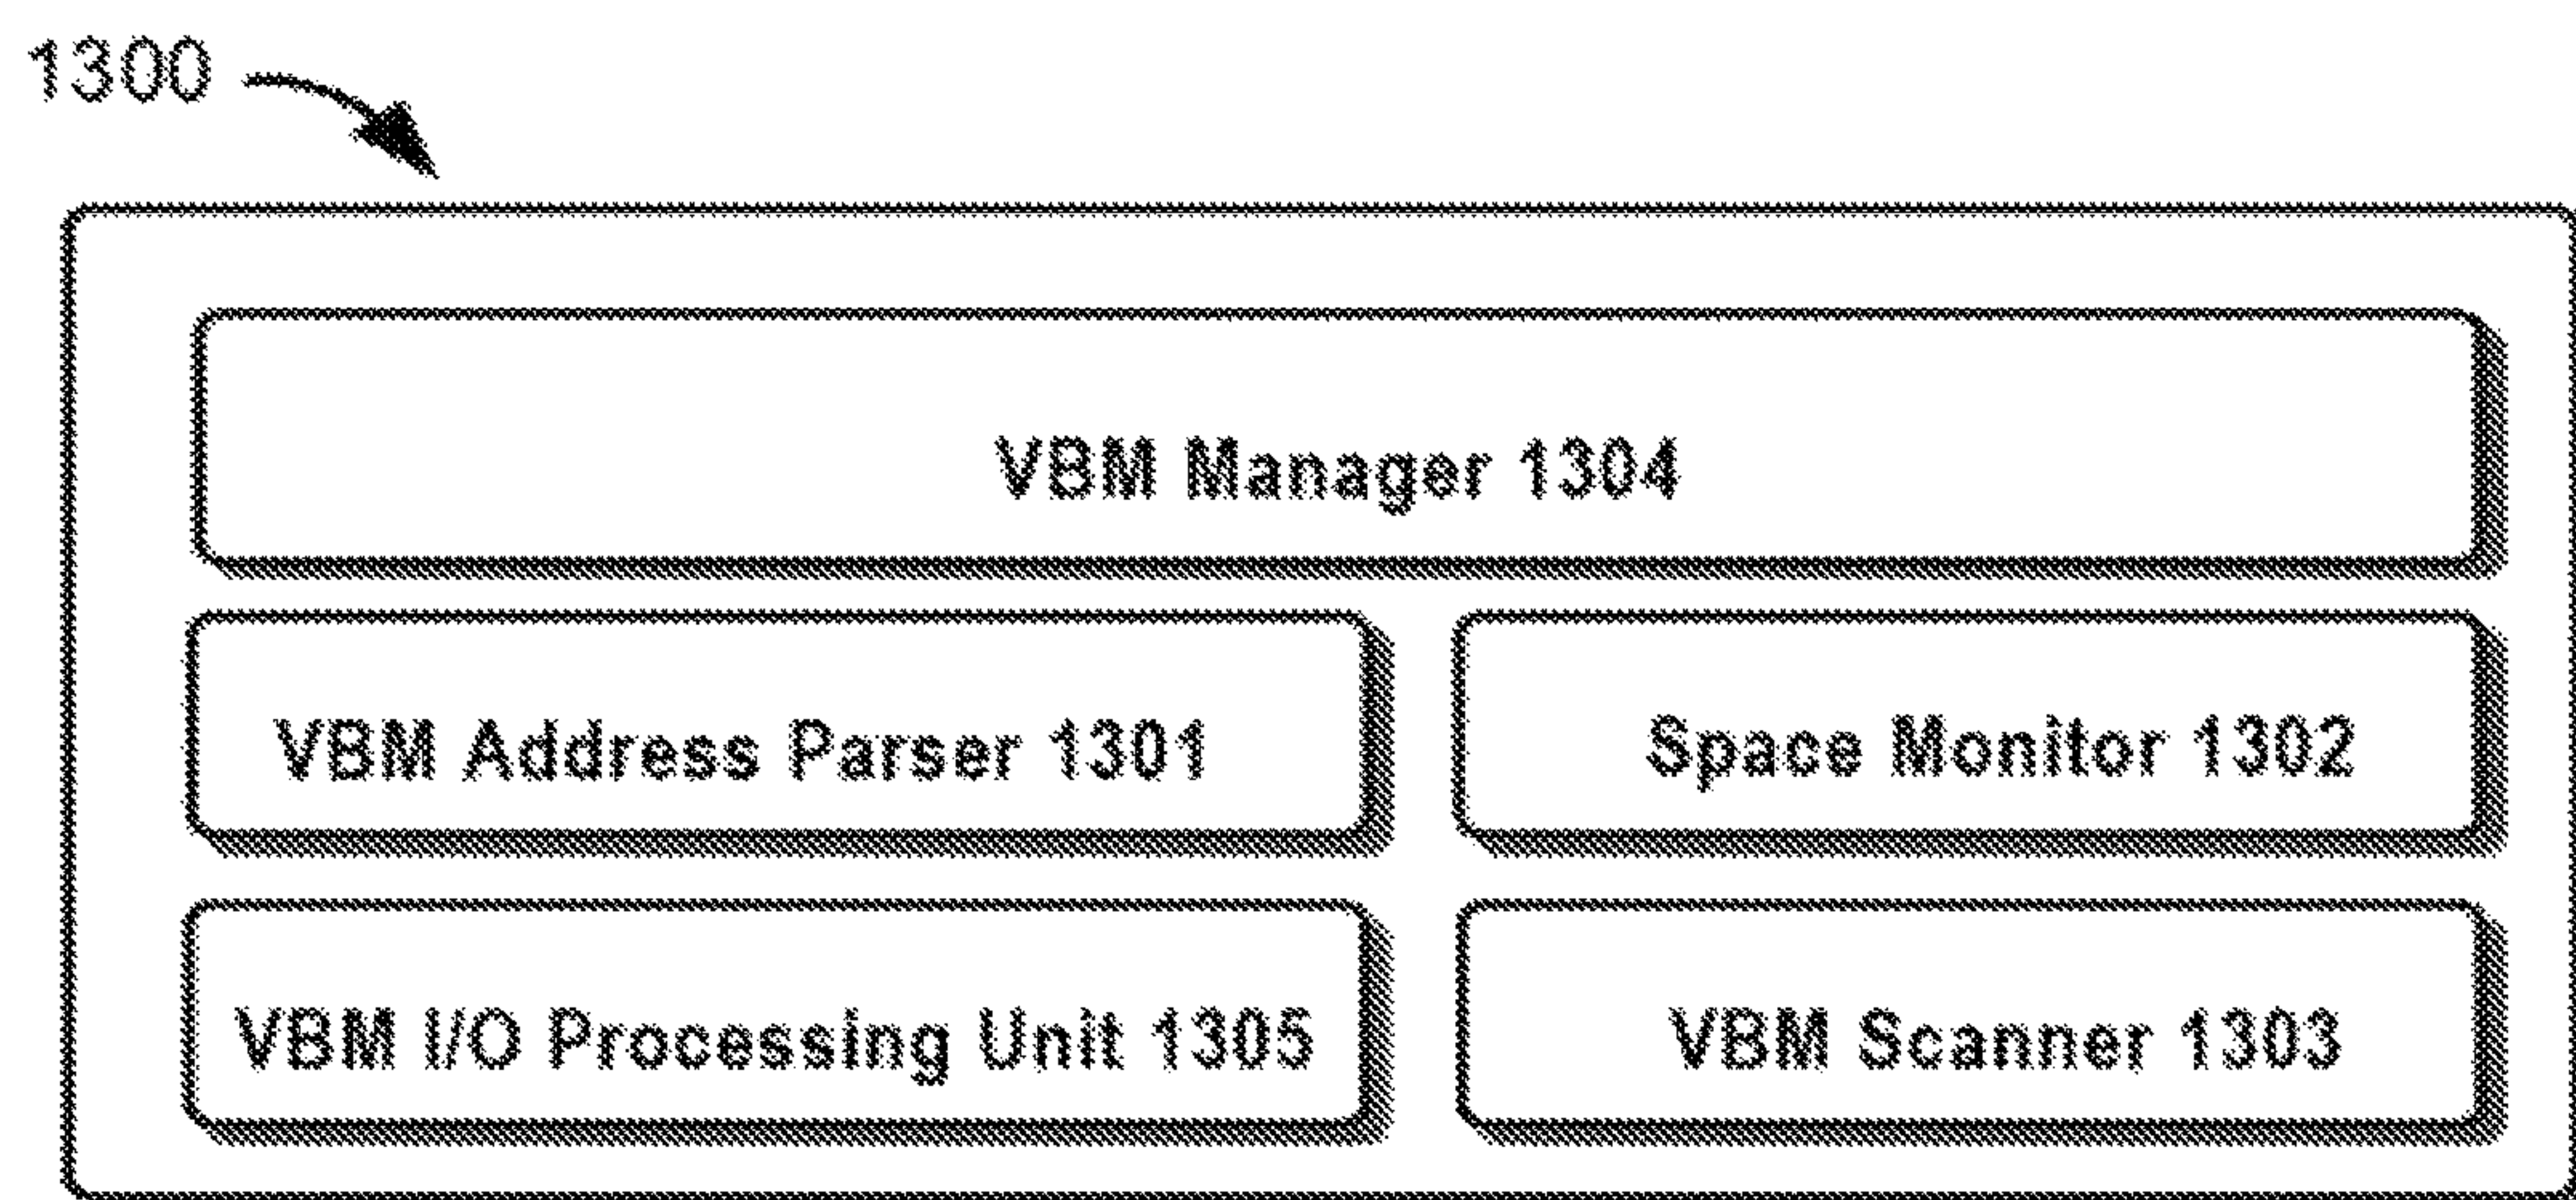 1300
VBM Manager 1304
VBM Address Parser 1301
Space Monitor 1302
VBM I/O Processing Unit 1305
VBM Scanner 1303